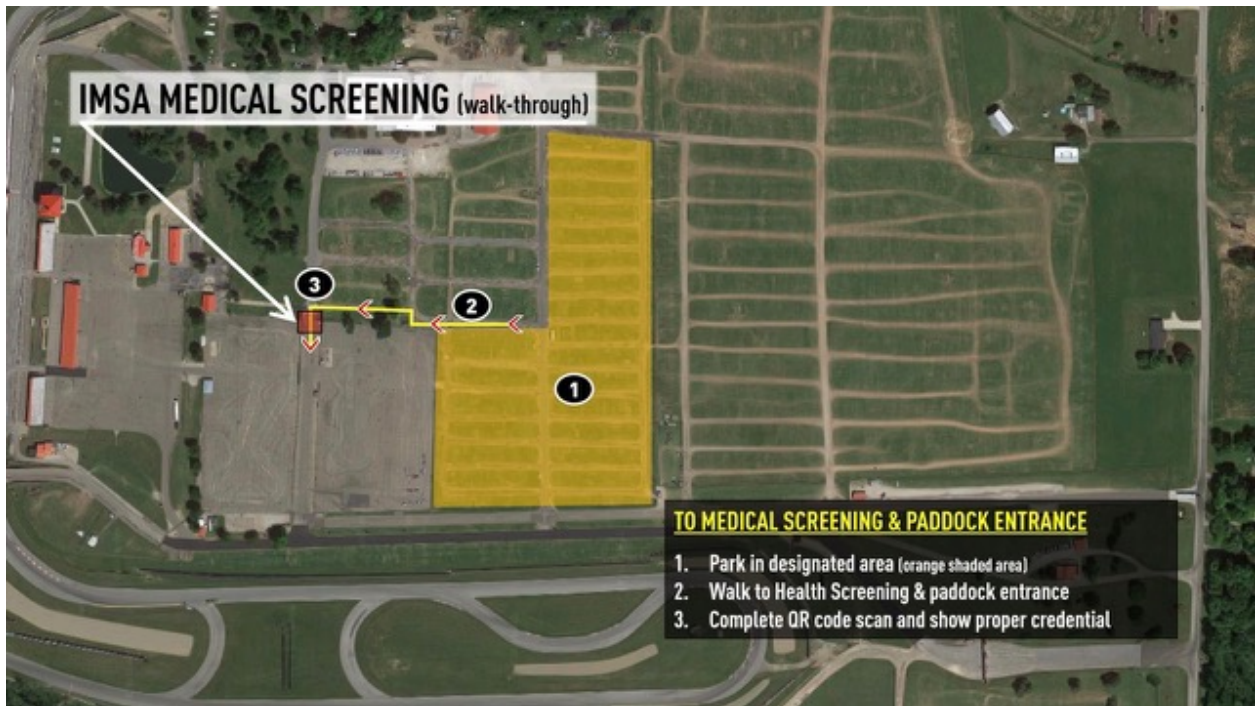 IMSA MEDICAL SCREENING (walk-through)
3
2
1
TO MEDICAL SCREENING & PADDOCK ENTRANCE
1. Park in designated area (orange shaded area)
2. Walk to Health Screening & paddock entrance
3. Complete QR code scan and show proper credential